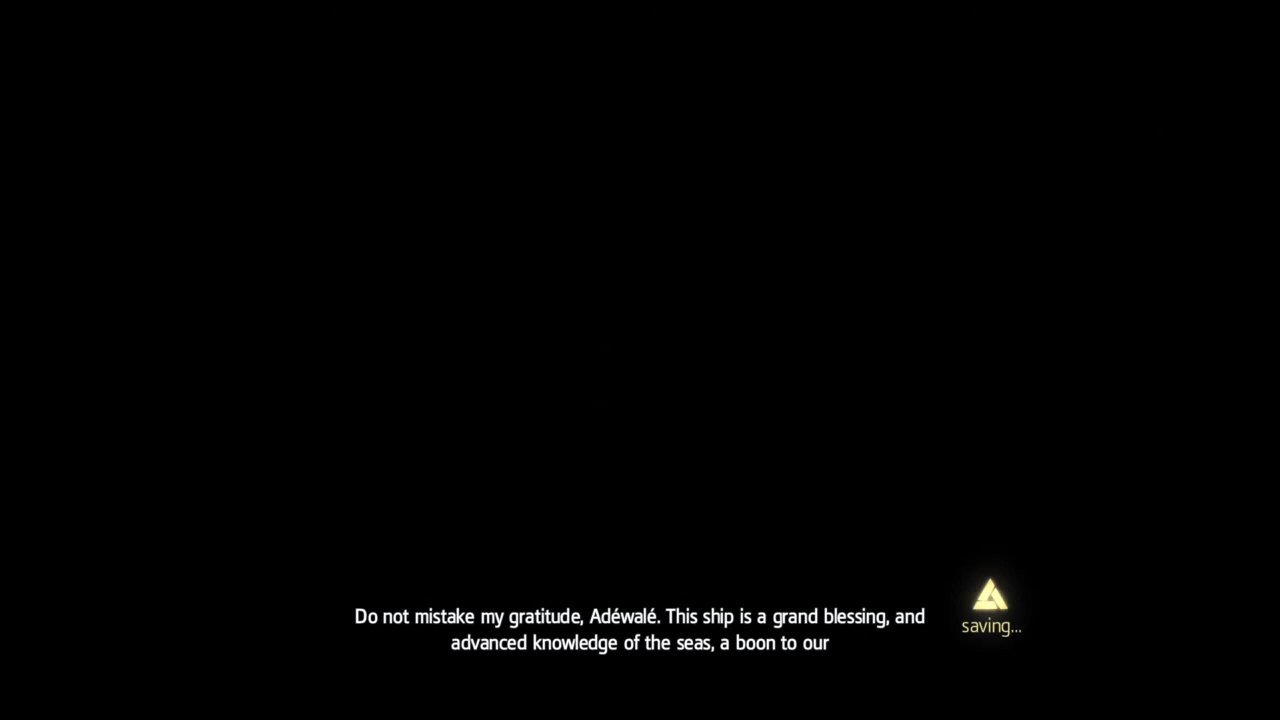 Do not mistake my gratitude, Adéwalé. This ship is a grand blessing, and
advanced knowledge of the seas, a boon to our
saving...